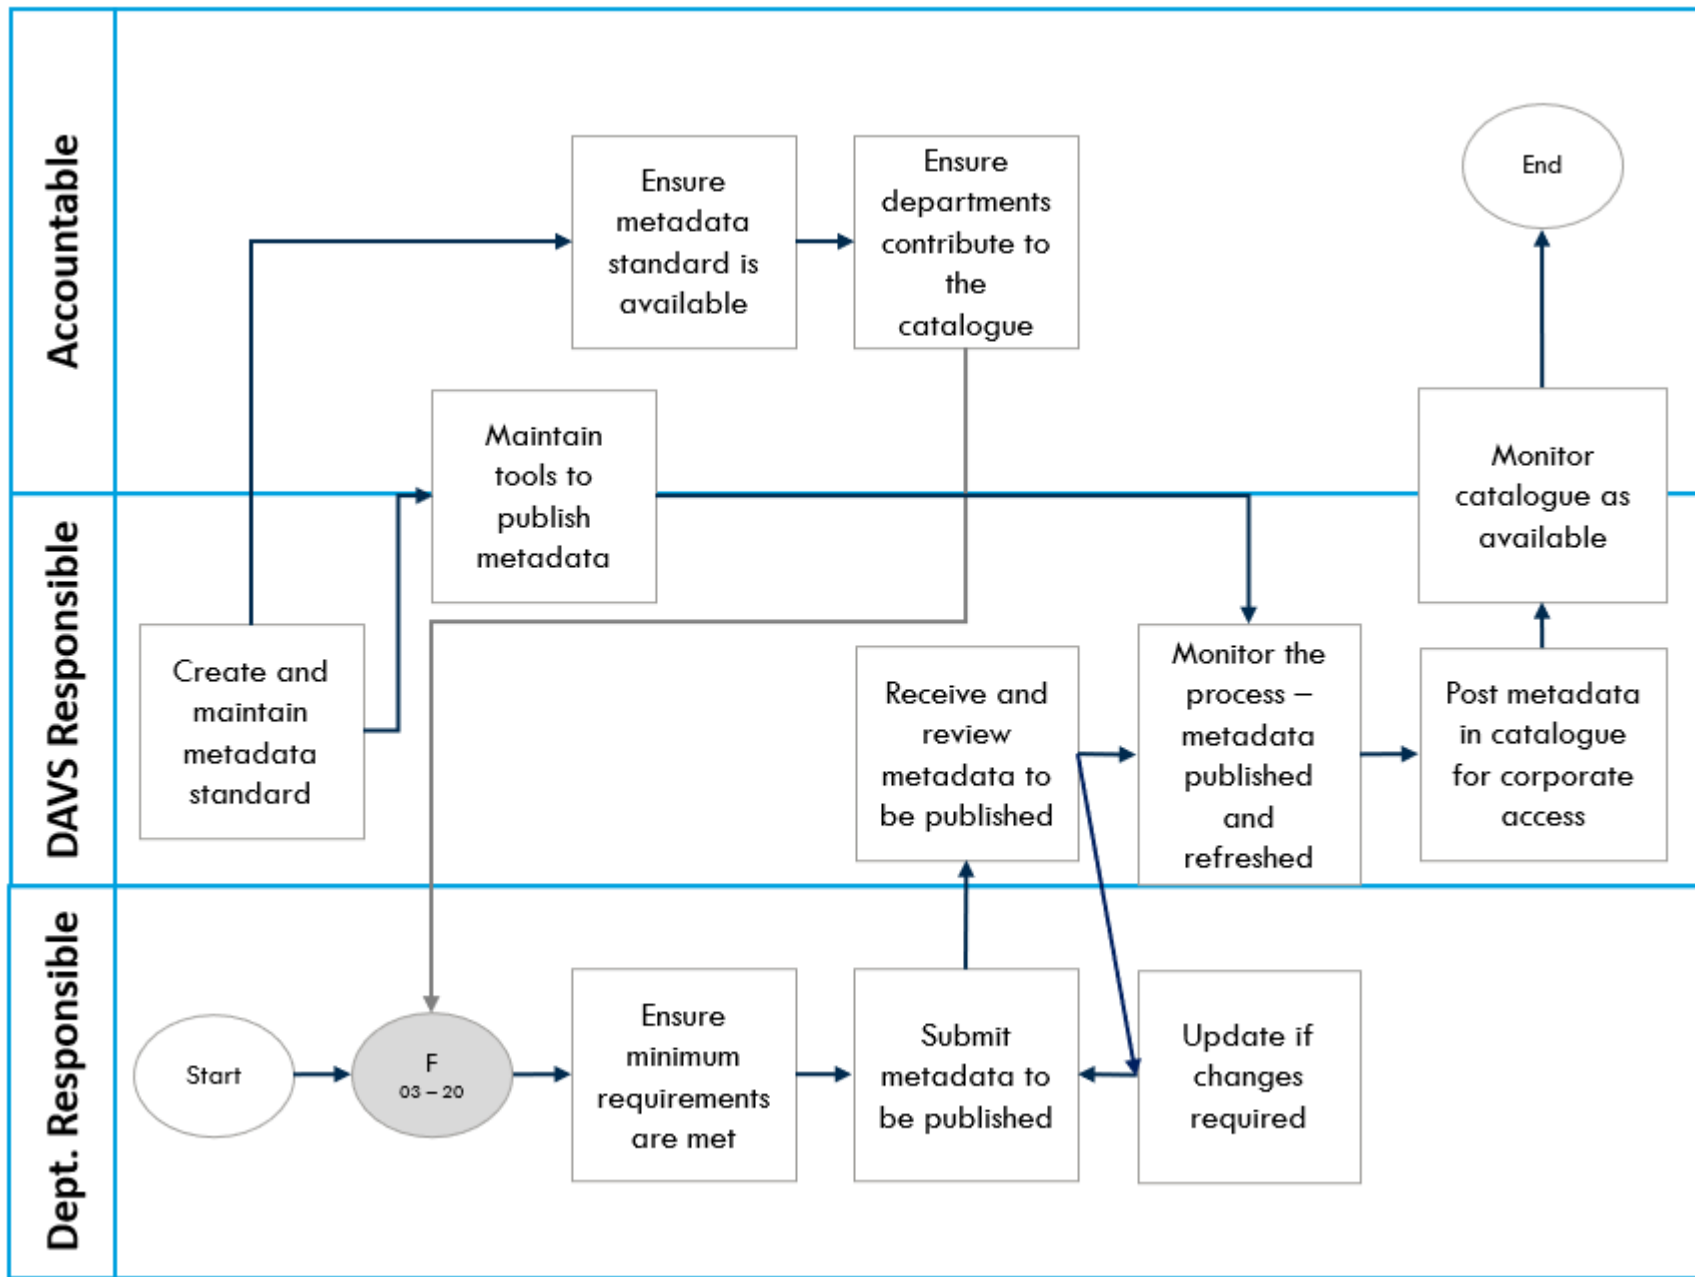 Accountable
Ensure
metadata
standard is
available
Ensure
departments
contribute to
the
catalogue
End
Maintain
tools to
publish
metadata
Monitor
catalogue as
available
DAVS Responsible
Create and
maintain
metadata
standard
Receive and
review
metadata to
be published
Monitor the
process –
metadata
published
and
refreshed
Post metadata
in catalogue
for corporate
access
Dept. Responsible
Start
F
03 – 20
Ensure
minimum
requirements
are met
Submit
metadata to
be published
Update if
changes
required